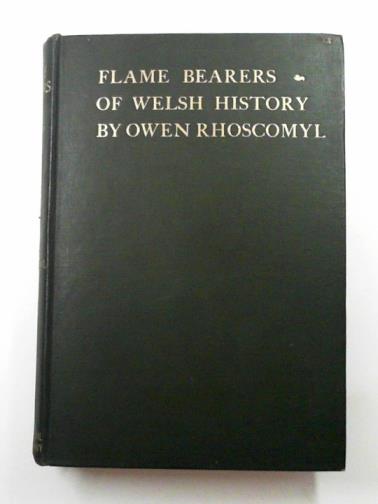 FLAME BEARERS
OF WELSH HISTORY
BY OWEN RHOSCOMYL